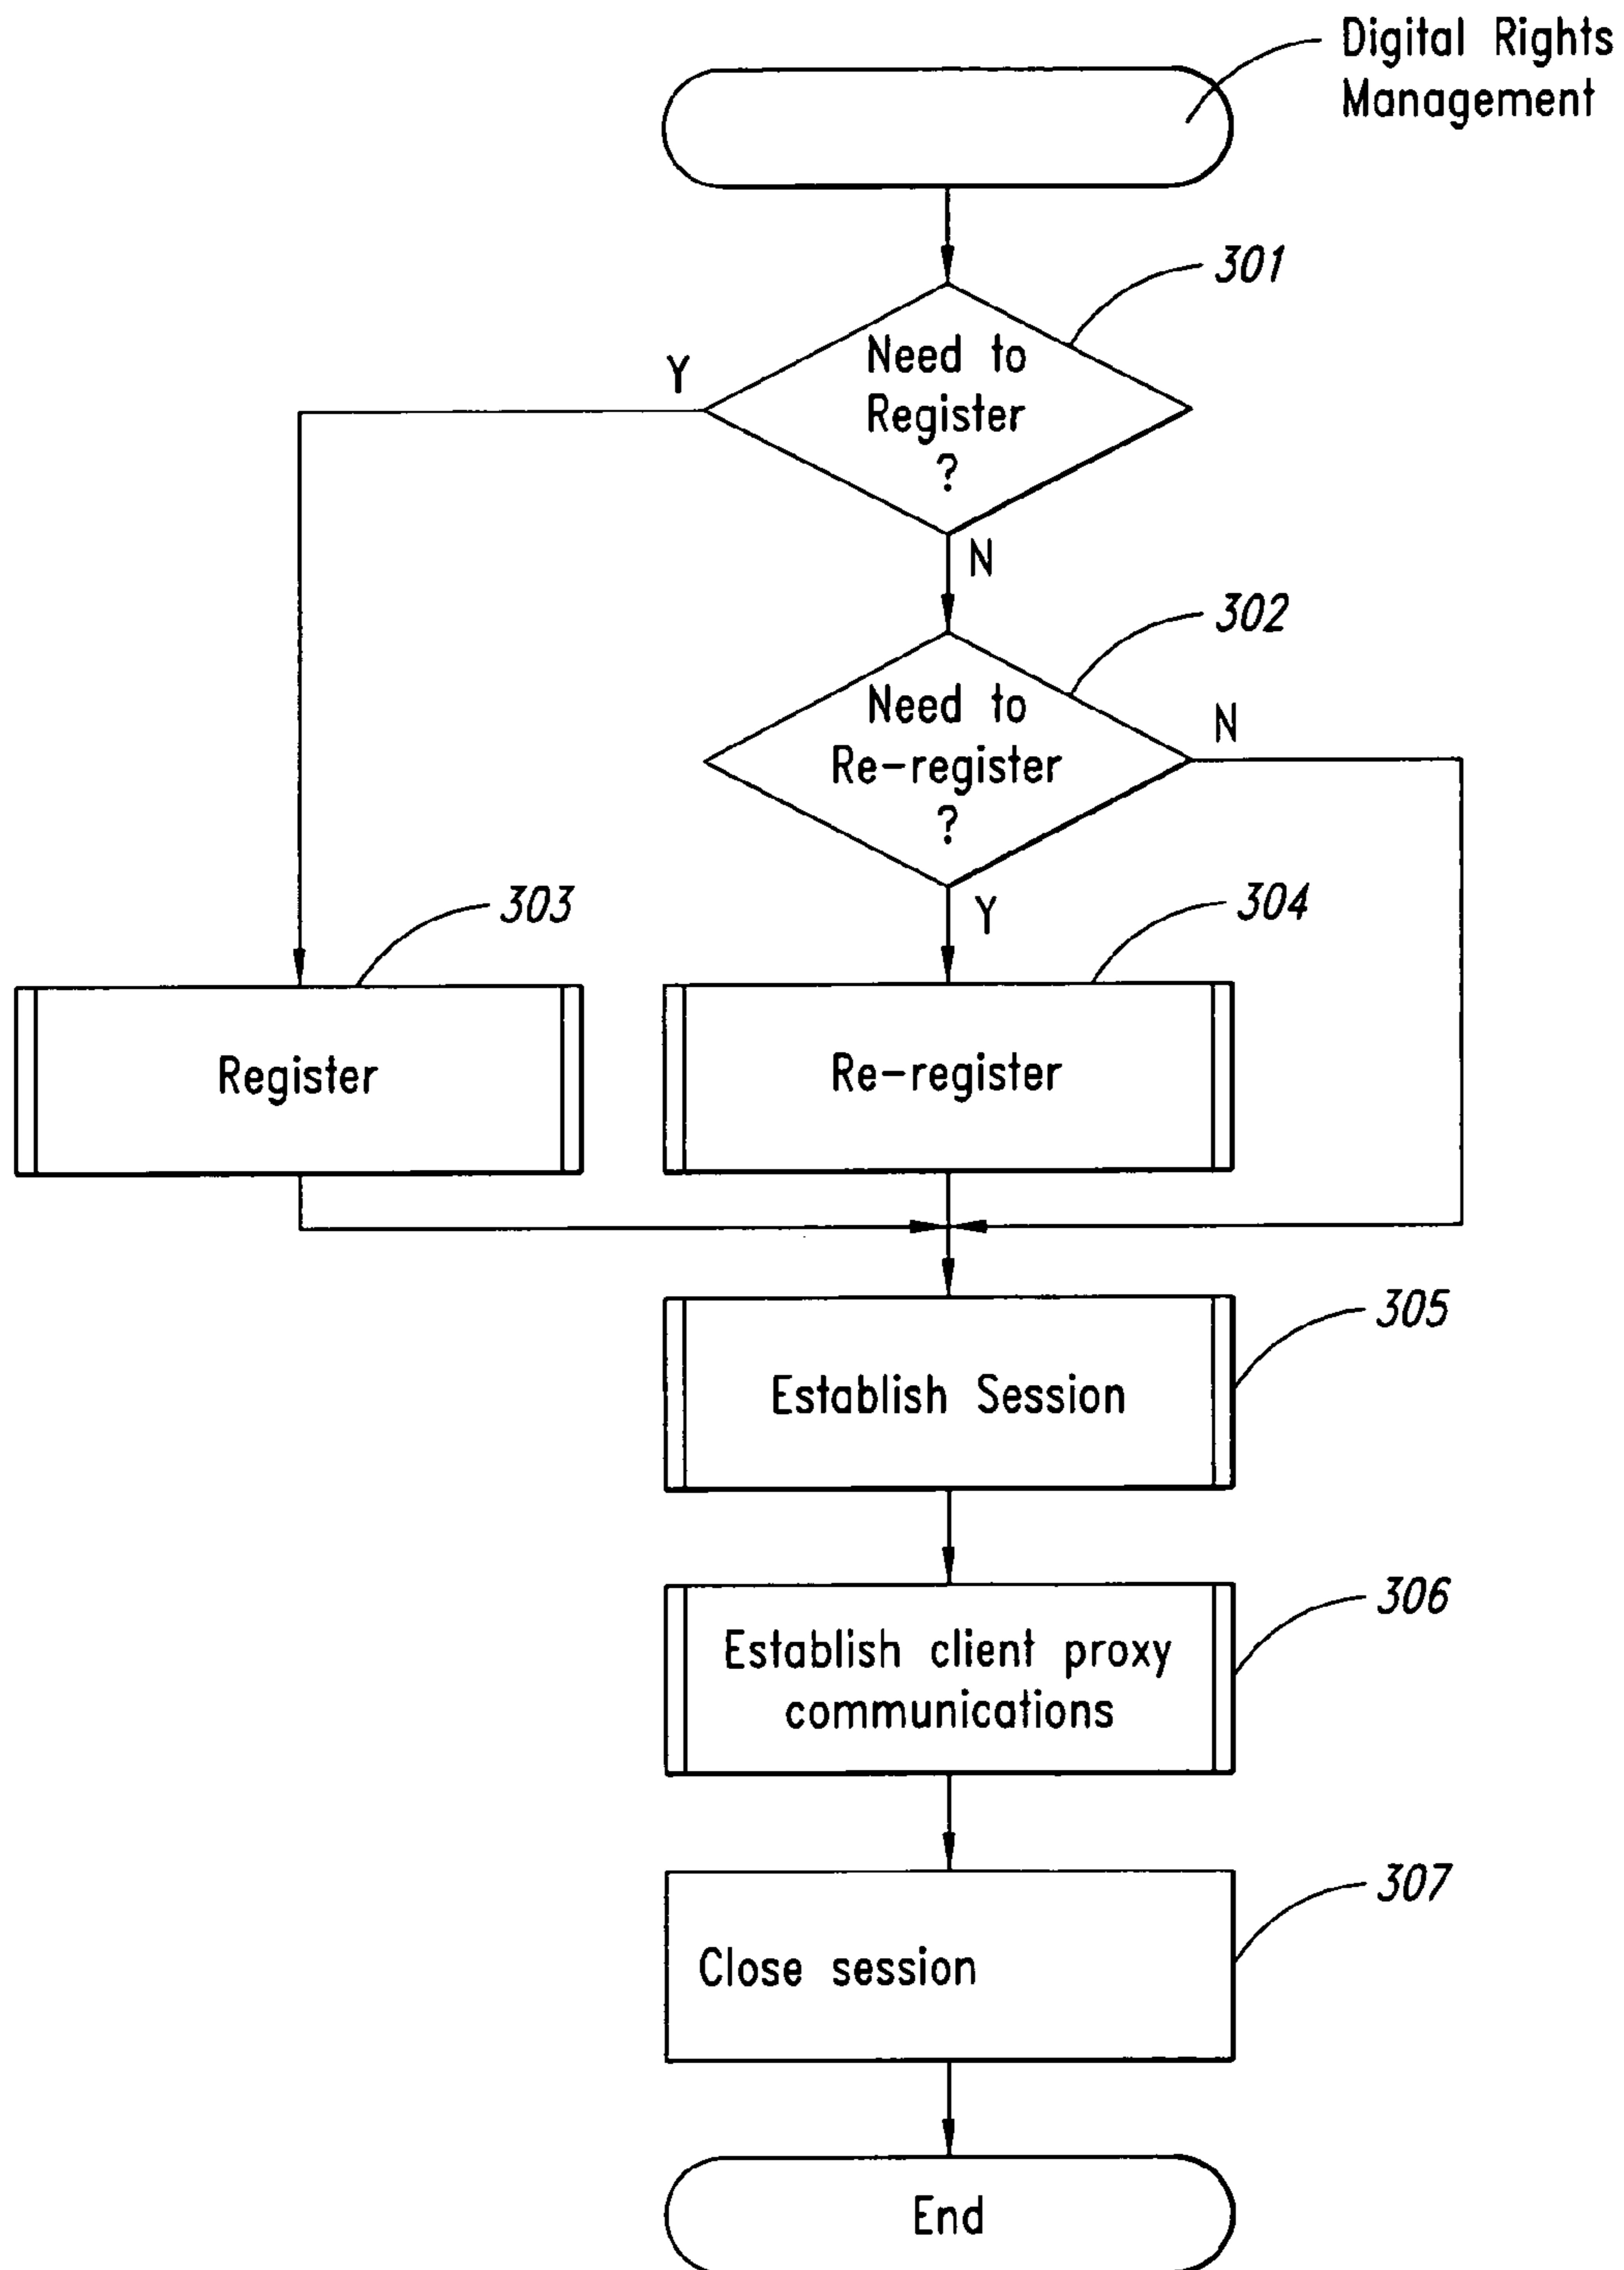 Digital Rights
Management
301
Need to
Register
?
Y
N
302
Need to
Re-register
?
N
Y
303
304
Register
Re-register
305
Establish Session
306
Establish client proxy
communications
307
Close session
End